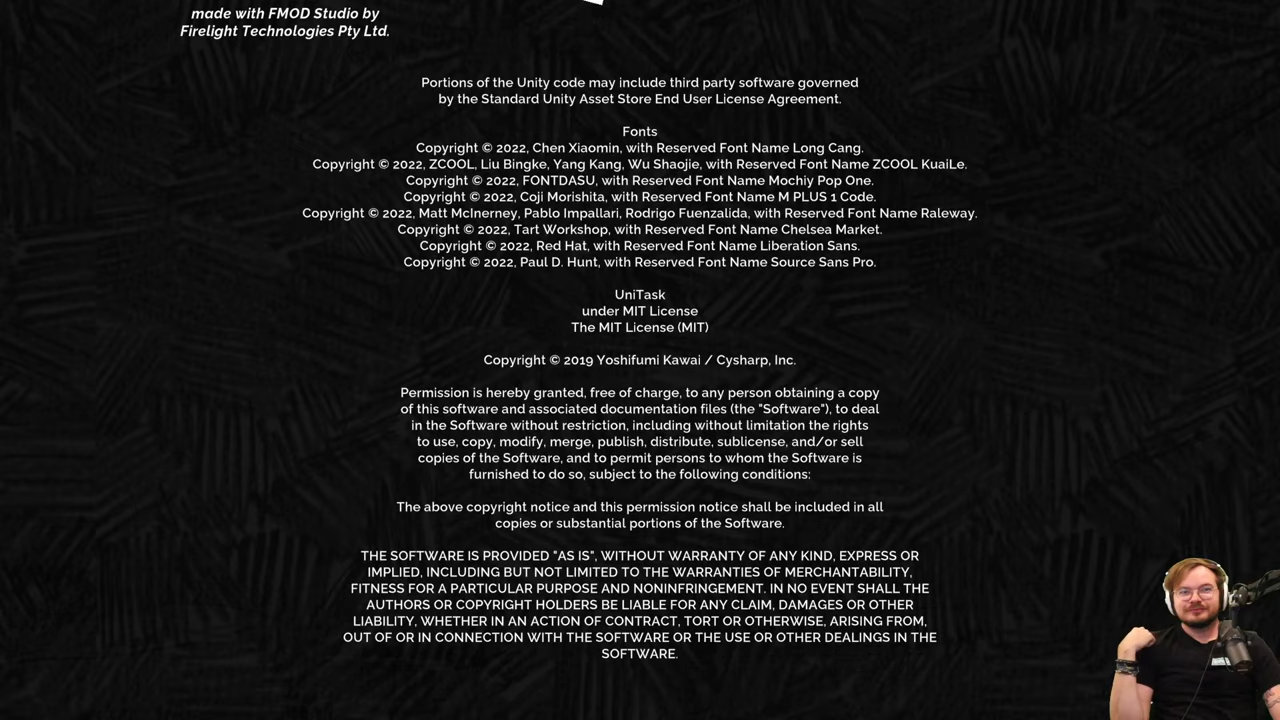 made with FMOD Studio by
Firelight Technologies Pty Ltd.
Portions of the Unity code may include third party software governed
by the Standard Unity Asset Store End User License Agreement.
Fonts
Copyright © 2022, Chen Xiaomin, with Reserved Font Name Long Cang.
Copyright © 2022, ZCOOL, Liu Bingke, Yang Kang, Wu Shaojie, with Reserved Font Name ZCOOL KuaiLe.
Copyright © 2022, FONTDASU, with Reserved Font Name Mochiy Pop One.
Copyright © 2022, Coji Morishita, with Reserved Font Name M PLUS 1 Code.
Copyright © 2022, Matt McInerney, Pablo Impallari, Rodrigo Fuenzalida, with Reserved Font Name Raleway.
Copyright © 2022, Tart Workshop, with Reserved Font Name Chelsea Market.
Copyright © 2022, Red Hat, with Reserved Font Name Liberation Sans.
Copyright © 2022, Paul D. Hunt, with Reserved Font Name Source Sans Pro.
UniTask
under MIT License
The MIT License (MIT)
Copyright © 2019 Yoshifumi Kawai / Cysharp, Inc.
Permission is hereby granted, free of charge, to any person obtaining a copy
of this software and associated documentation files (the "Software"), to deal
in the Software without restriction, including without limitation the rights
to use, copy, modify, merge, publish, distribute, sublicense, and/or sell
copies of the Software, and to permit persons to whom the Software is
furnished to do so, subject to the following conditions:
The above copyright notice and this permission notice shall be included in all
copies or substantial portions of the Software.
THE SOFTWARE IS PROVIDED "AS IS", WITHOUT WARRANTY OF ANY KIND, EXPRESS OR
IMPLIED, INCLUDING BUT NOT LIMITED TO THE WARRANTIES OF MERCHANTABILITY,
FITNESS FOR A PARTICULAR PURPOSE AND NONINFRINGEMENT. IN NO EVENT SHALL THE
AUTHORS OR COPYRIGHT HOLDERS BE LIABLE FOR ANY CLAIM, DAMAGES OR OTHER
LIABILITY, WHETHER IN AN ACTION OF CONTRACT, TORT OR OTHERWISE, ARISING FROM,
OUT OF OR IN CONNECTION WITH THE SOFTWARE OR THE USE OR OTHER DEALINGS IN THE
SOFTWARE.